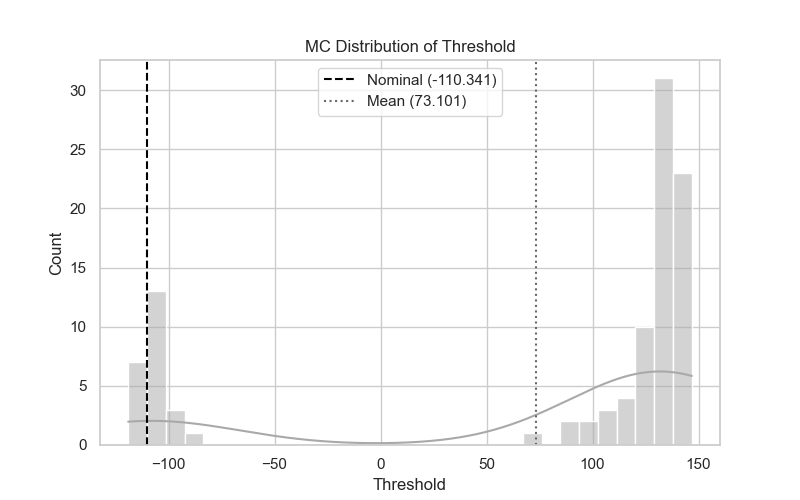 MC Distribution of Threshold
Nominal (-110.341)
Mean (73.101)
Count
30
25
20
15
10
5
0
−100
−50
0
50
100
150
Threshold